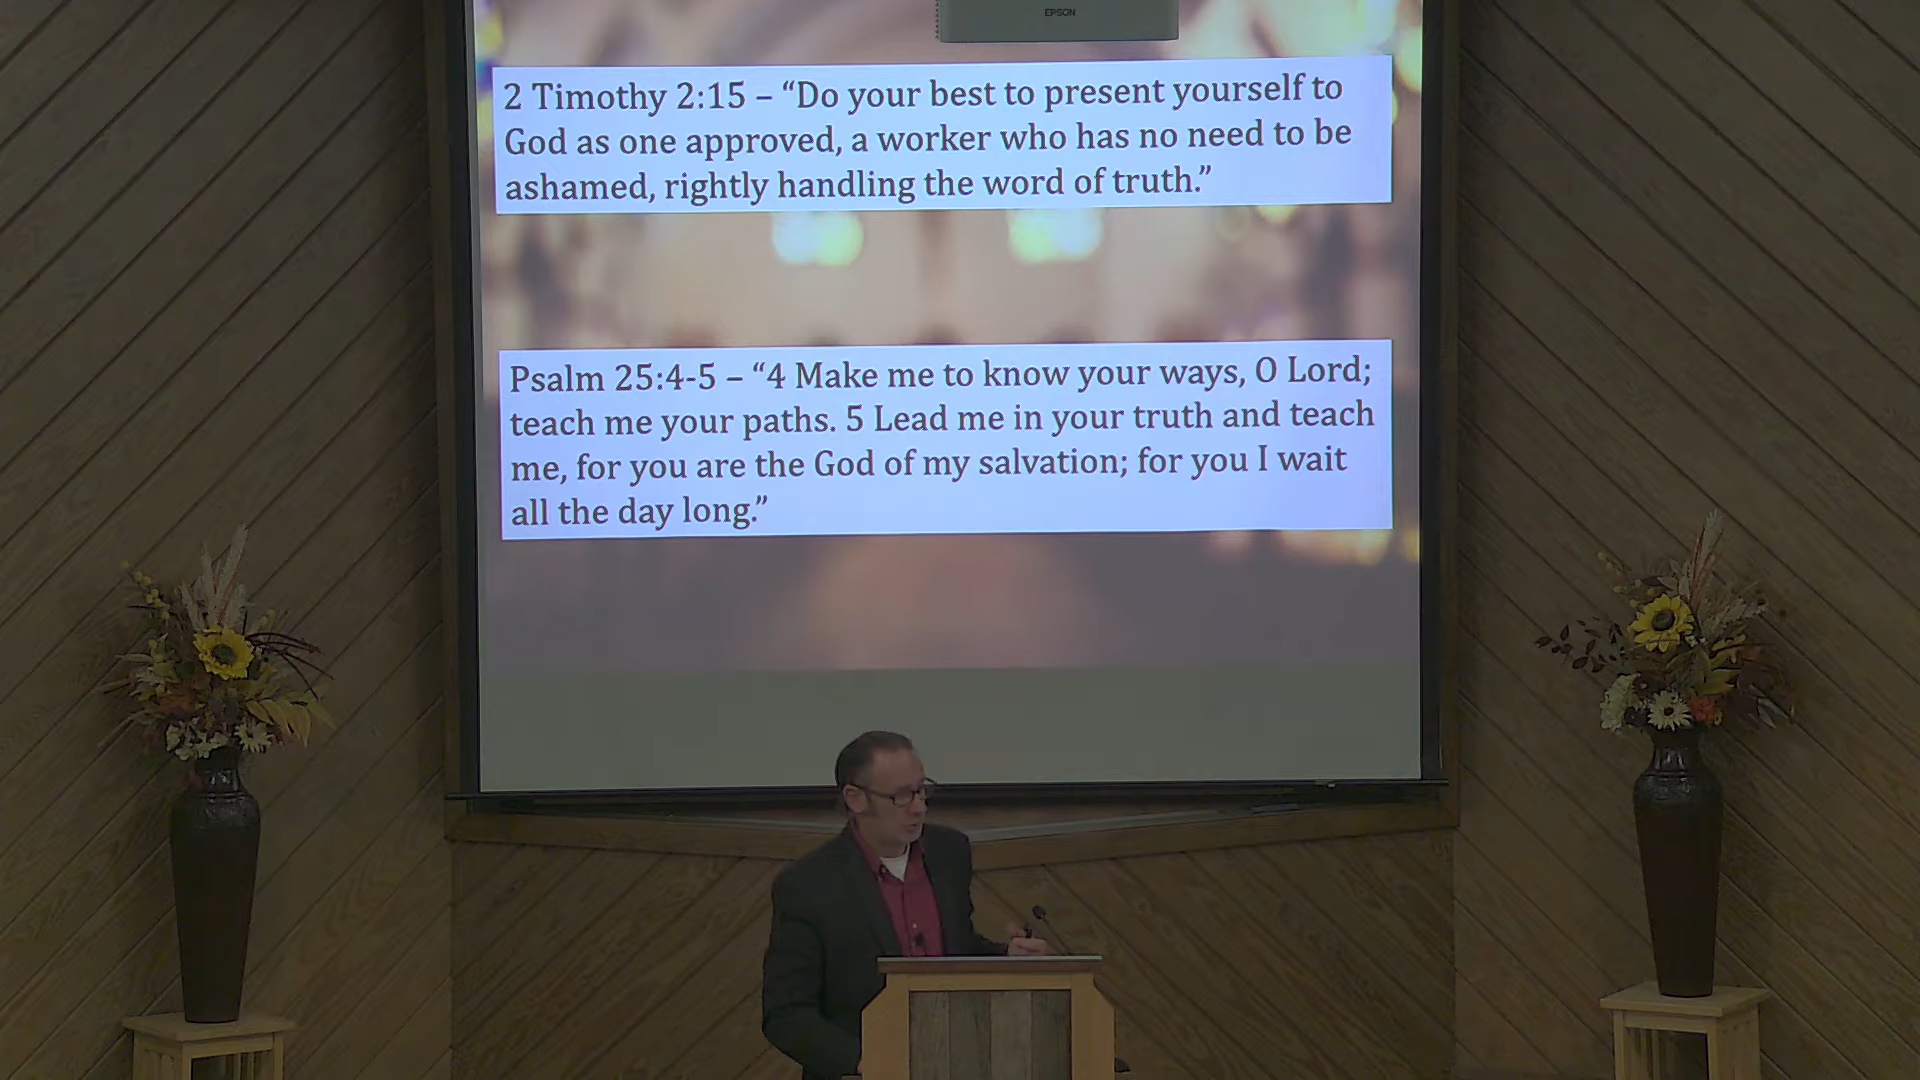 EPSON
2 Timothy 2:15 – “Do your best to present yourself to
God as one approved, a worker who has no need to be
ashamed, rightly handling the word of truth.”
Psalm 25:4-5 – “4 Make me to know your ways, O Lord;
teach me your paths. 5 Lead me in your truth and teach
me, for you are the God of my salvation; for you I wait
all the day long.”